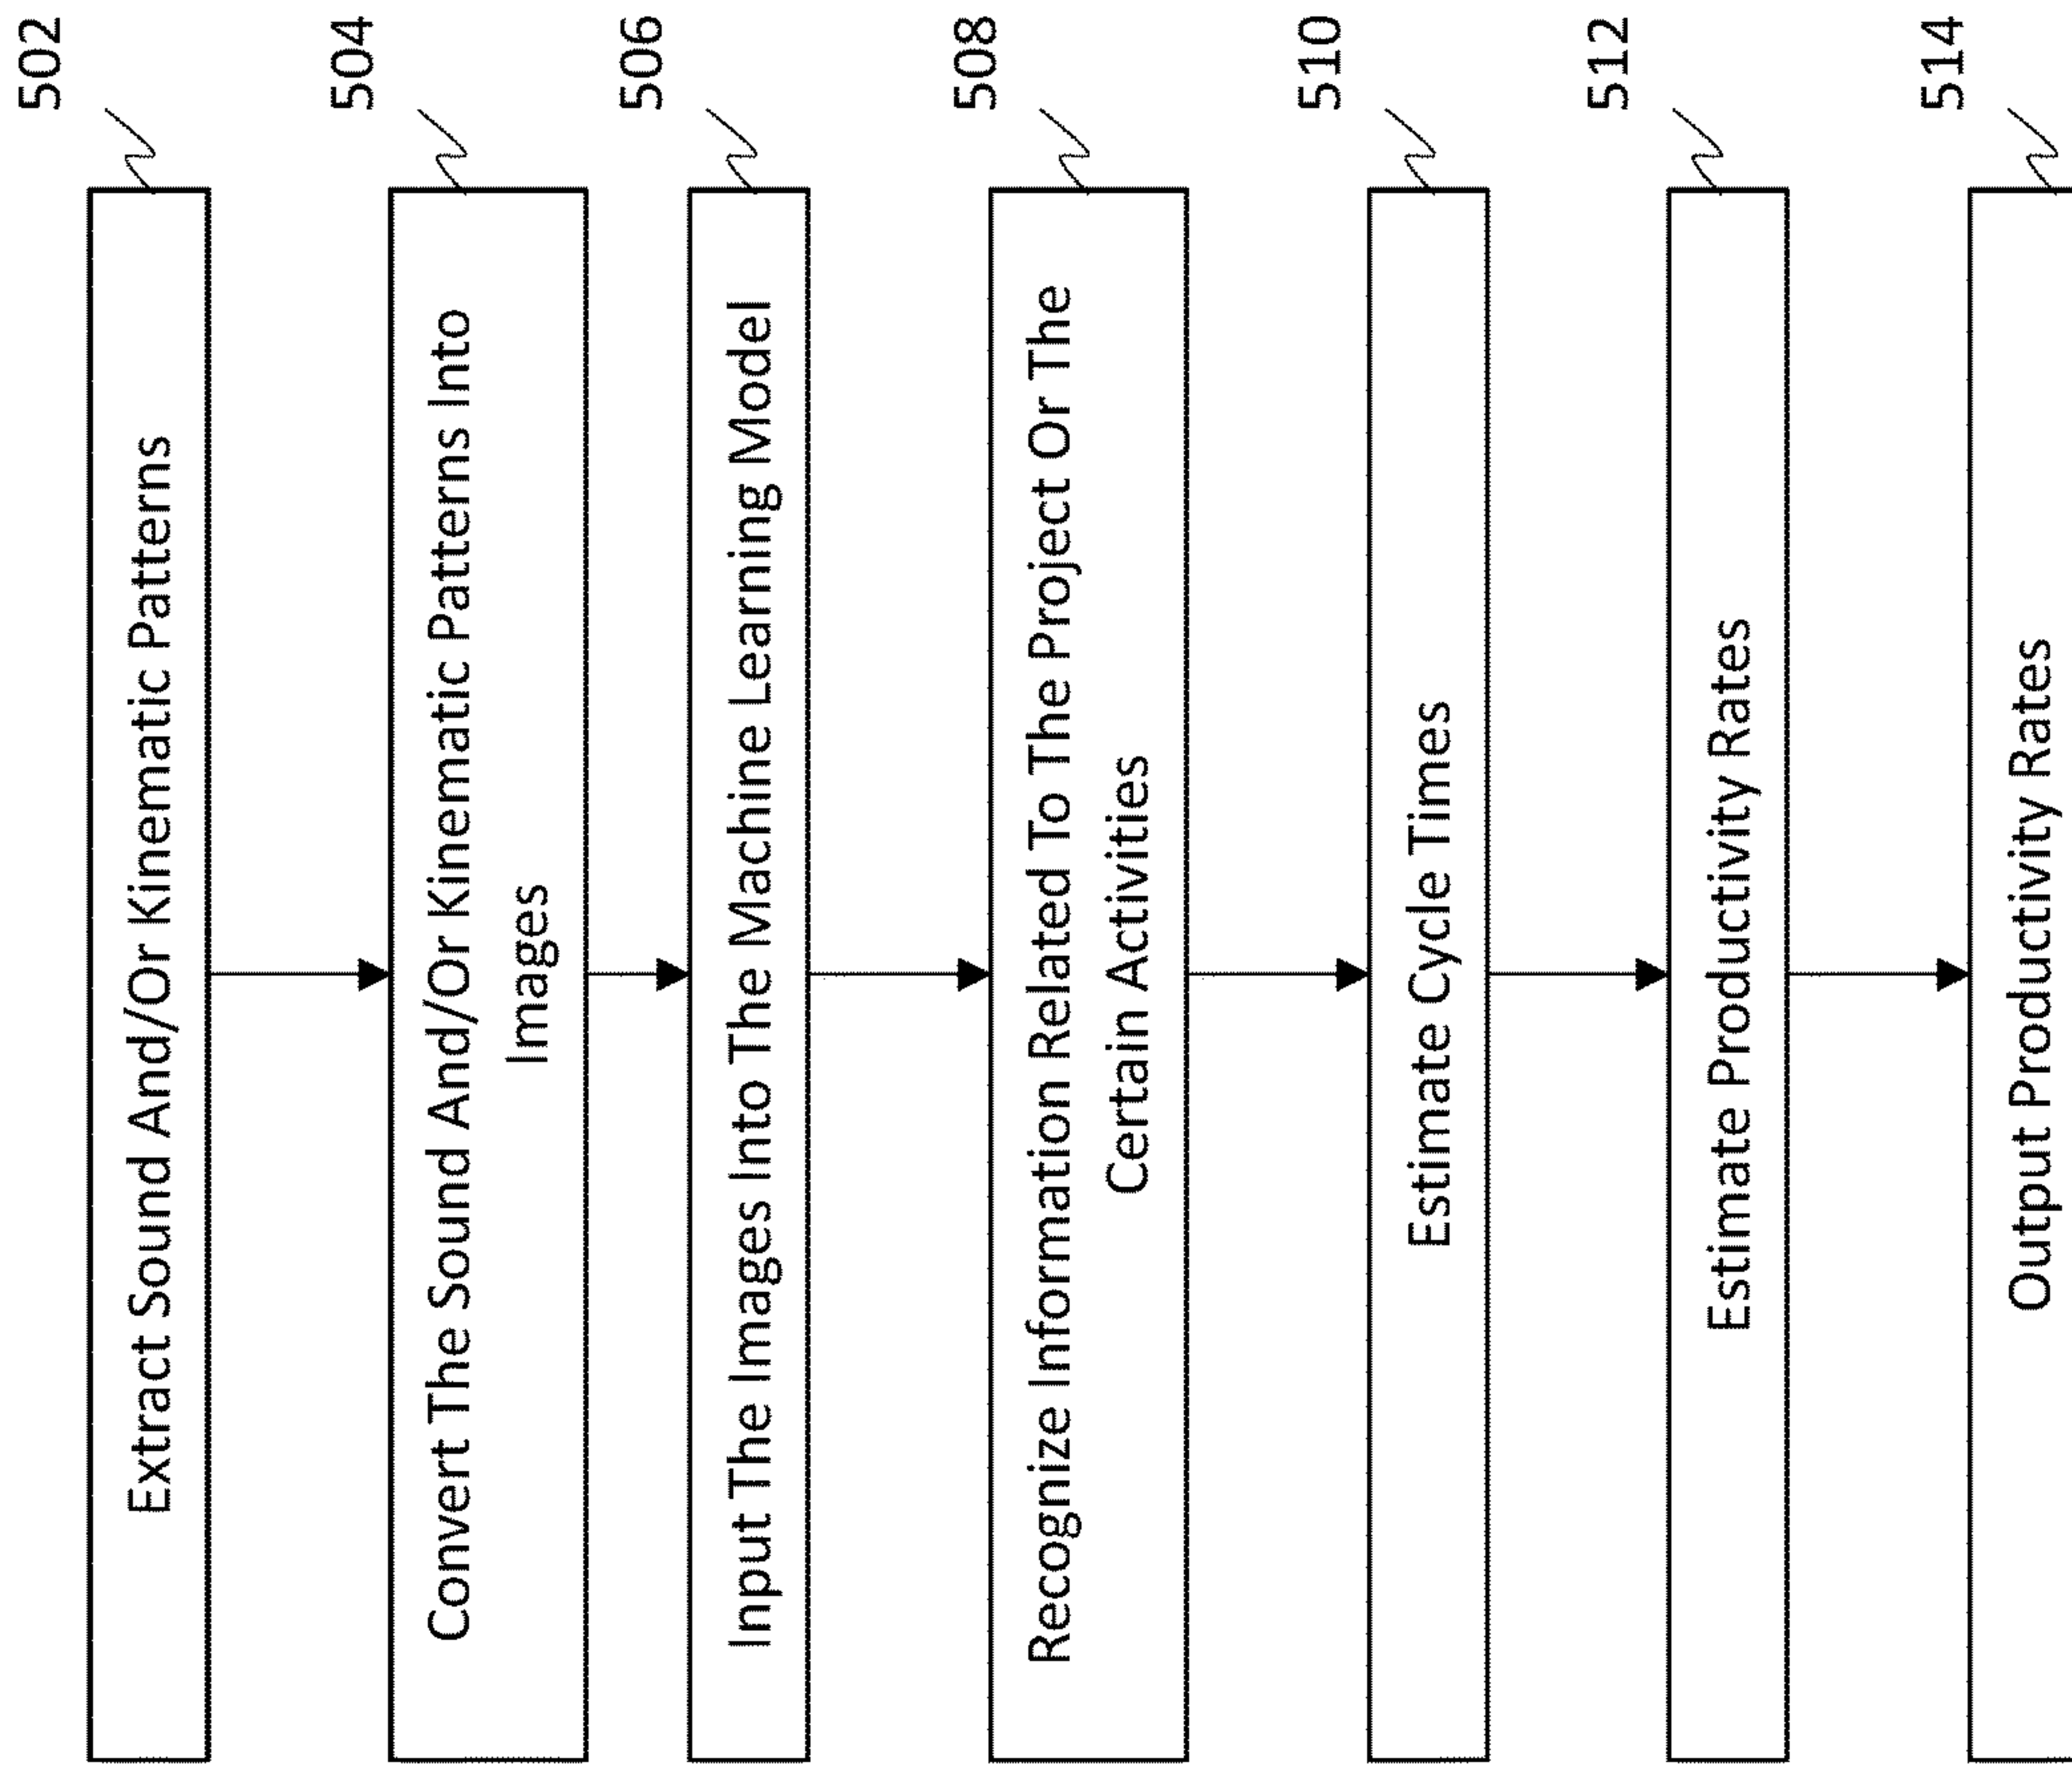 502
Extract Sound And/Or Kinematic Patterns
504
Convert The Sound And/Or Kinematic Patterns Into
Images
506
Input The Images Into The Machine Learning Model
508
Recognize Information Related To The Project Or The
Certain Activities
510
Estimate Cycle Times
512
Estimate Productivity Rates
514
Output Productivity Rates